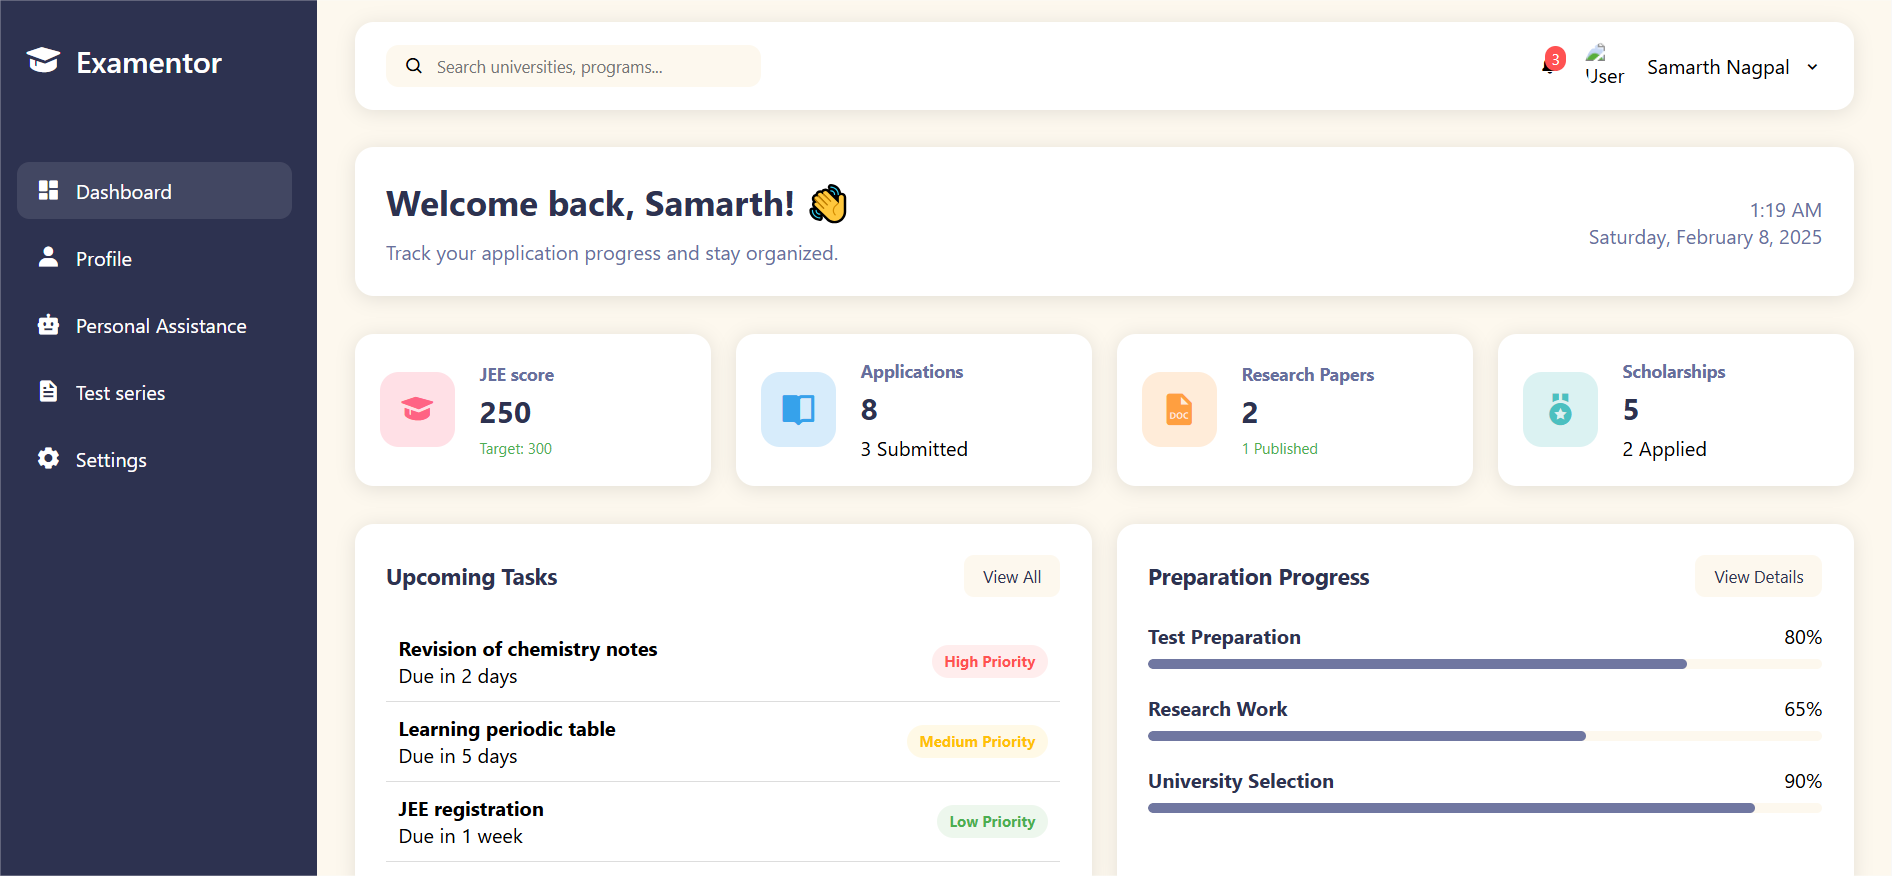 Examentor
Dashboard
Profile
Personal Assistance
Test series
Settings
Search universities, programs...
3
User
Samarth Nagpal
Welcome back, Samarth! 👋
Track your application progress and stay organized.
1:19 AM
Saturday, February 8, 2025
JEE score
250
Target: 300
Applications
8
3 Submitted
DOC
Research Papers
2
1 Published
Scholarships
5
2 Applied
Upcoming Tasks
View All
Revision of chemistry notes
Due in 2 days
High Priority
Learning periodic table
Due in 5 days
Medium Priority
JEE registration
Due in 1 week
Low Priority
Preparation Progress
View Details
Test Preparation
80%
Research Work
65%
University Selection
90%